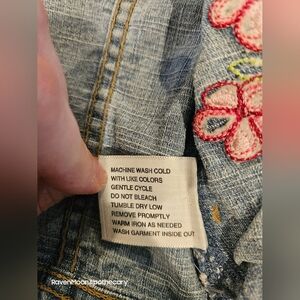 MACHINE WASH COLD
WITH LIKE COLORS
GENTLE CYCLE
DO NOT BLEACH
TUMBLE DRY LOW
REMOVE PROMPTLY
WARM IRON AS NEEDED
WASH GARMENT INSIDE OUT
RavenMoonApothecary